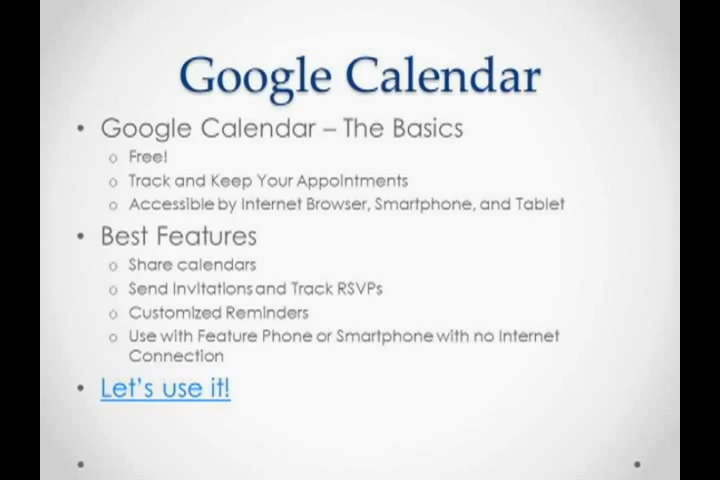 Google Calendar
• Google Calendar – The Basics
o Free!
o Track and Keep Your Appointments
o Accessible by Internet Browser, Smartphone, and Tablet
• Best Features
o Share calendars
o Send Invitations and Track RSVPs
o Customized Reminders
o Use with Feature Phone or Smartphone with no Internet
Connection
• Let's use it!